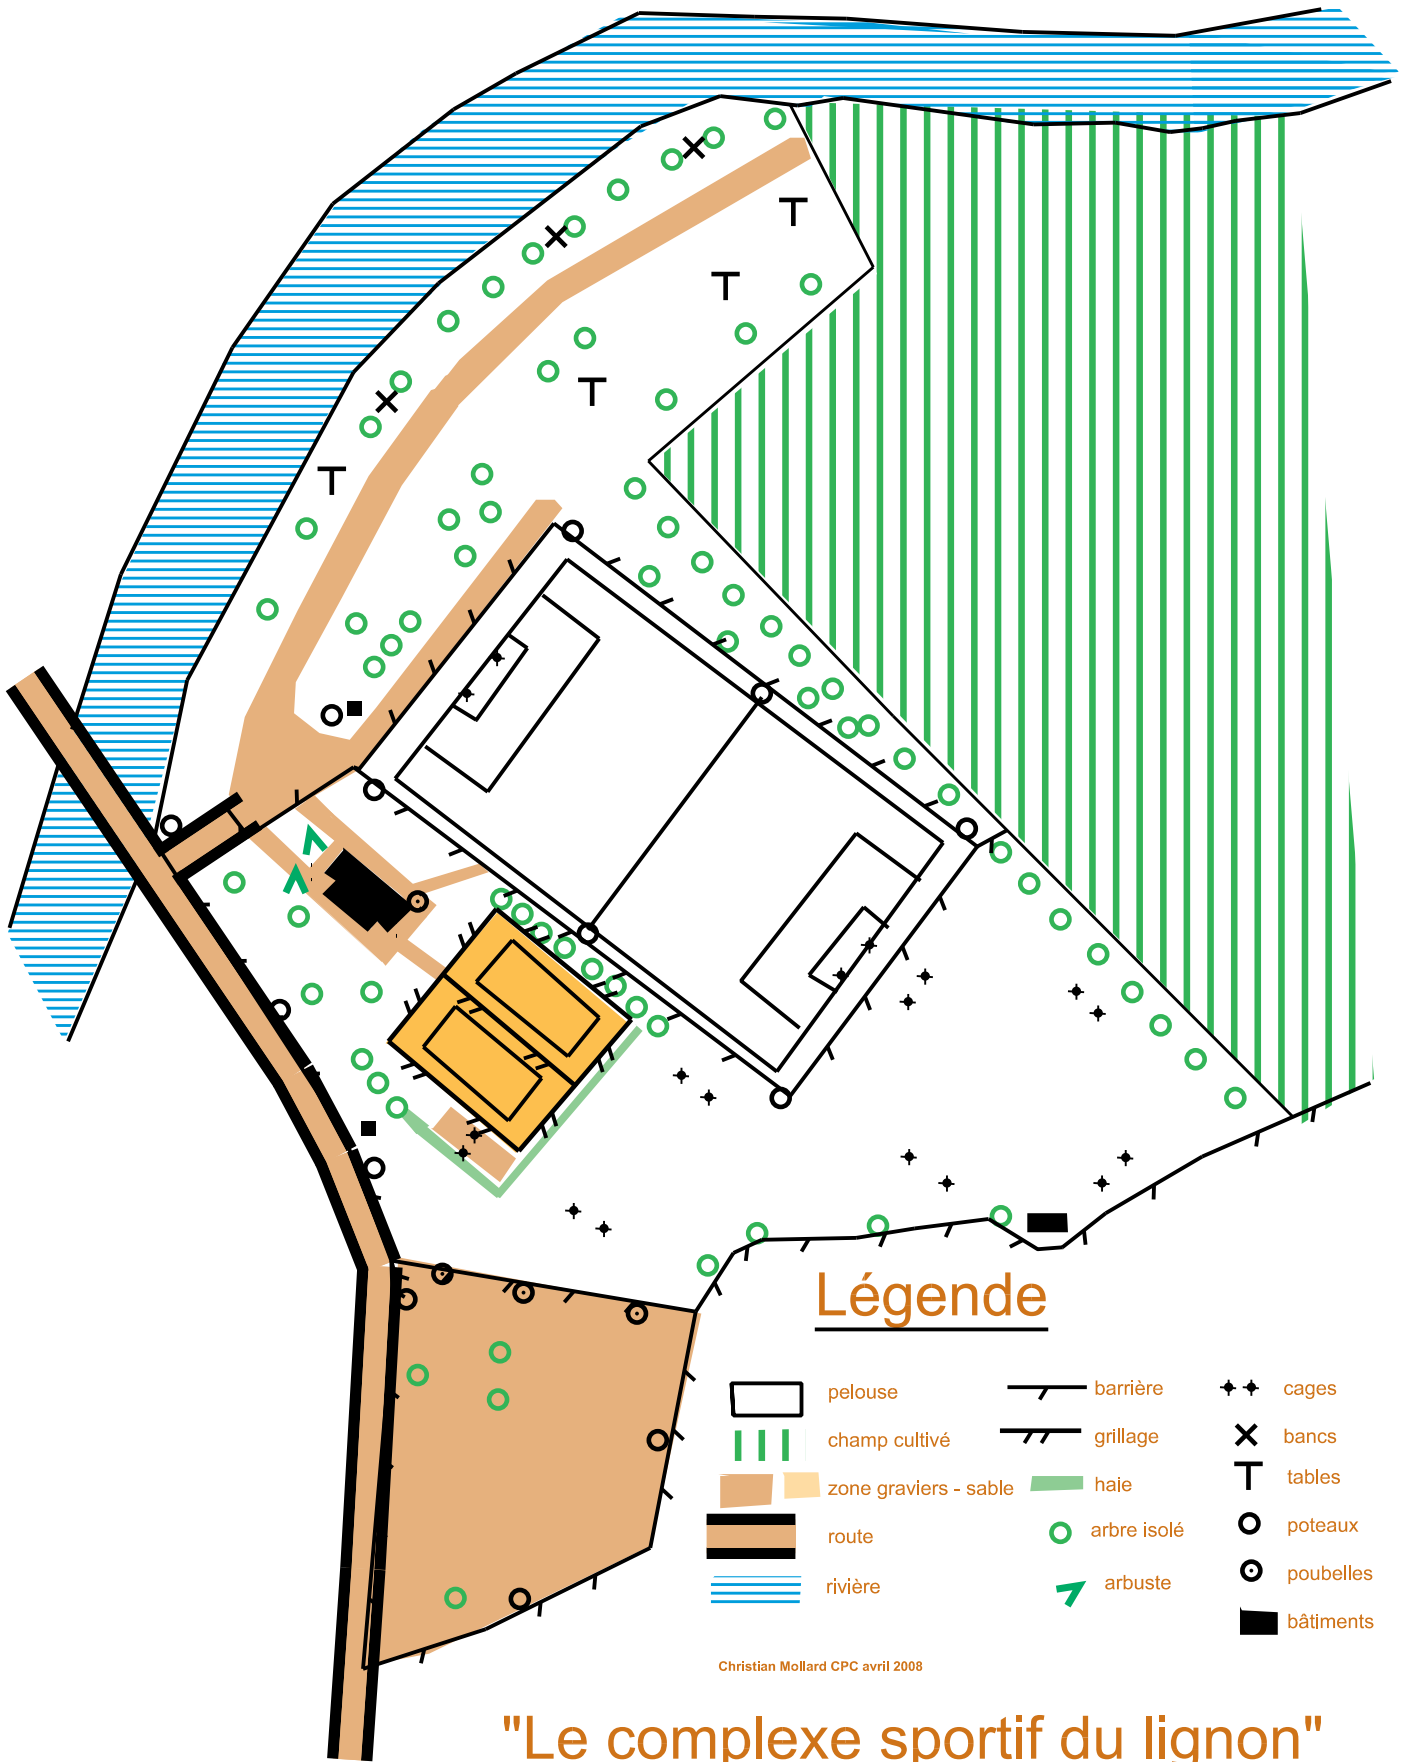 Légende
pelouse
champ cultivé
zone graviers - sable
route
rivière
barrière
grillage
haie
arbre isolé
arbuste
cages
bancs
tables
poteaux
poubelles
bâtiments
Christian Mollard CPC avril 2008
"Le complexe sportif du lignon"